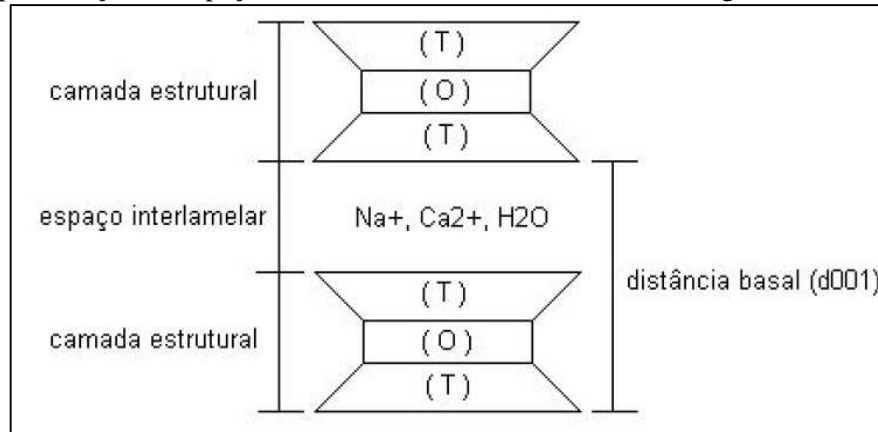 (T)
camada estrutural
(O)
(T)
espaço interlamelar
Na+, Ca2+, H2O
distância basal (d001)
(T)
camada estrutural
(O)
(T)